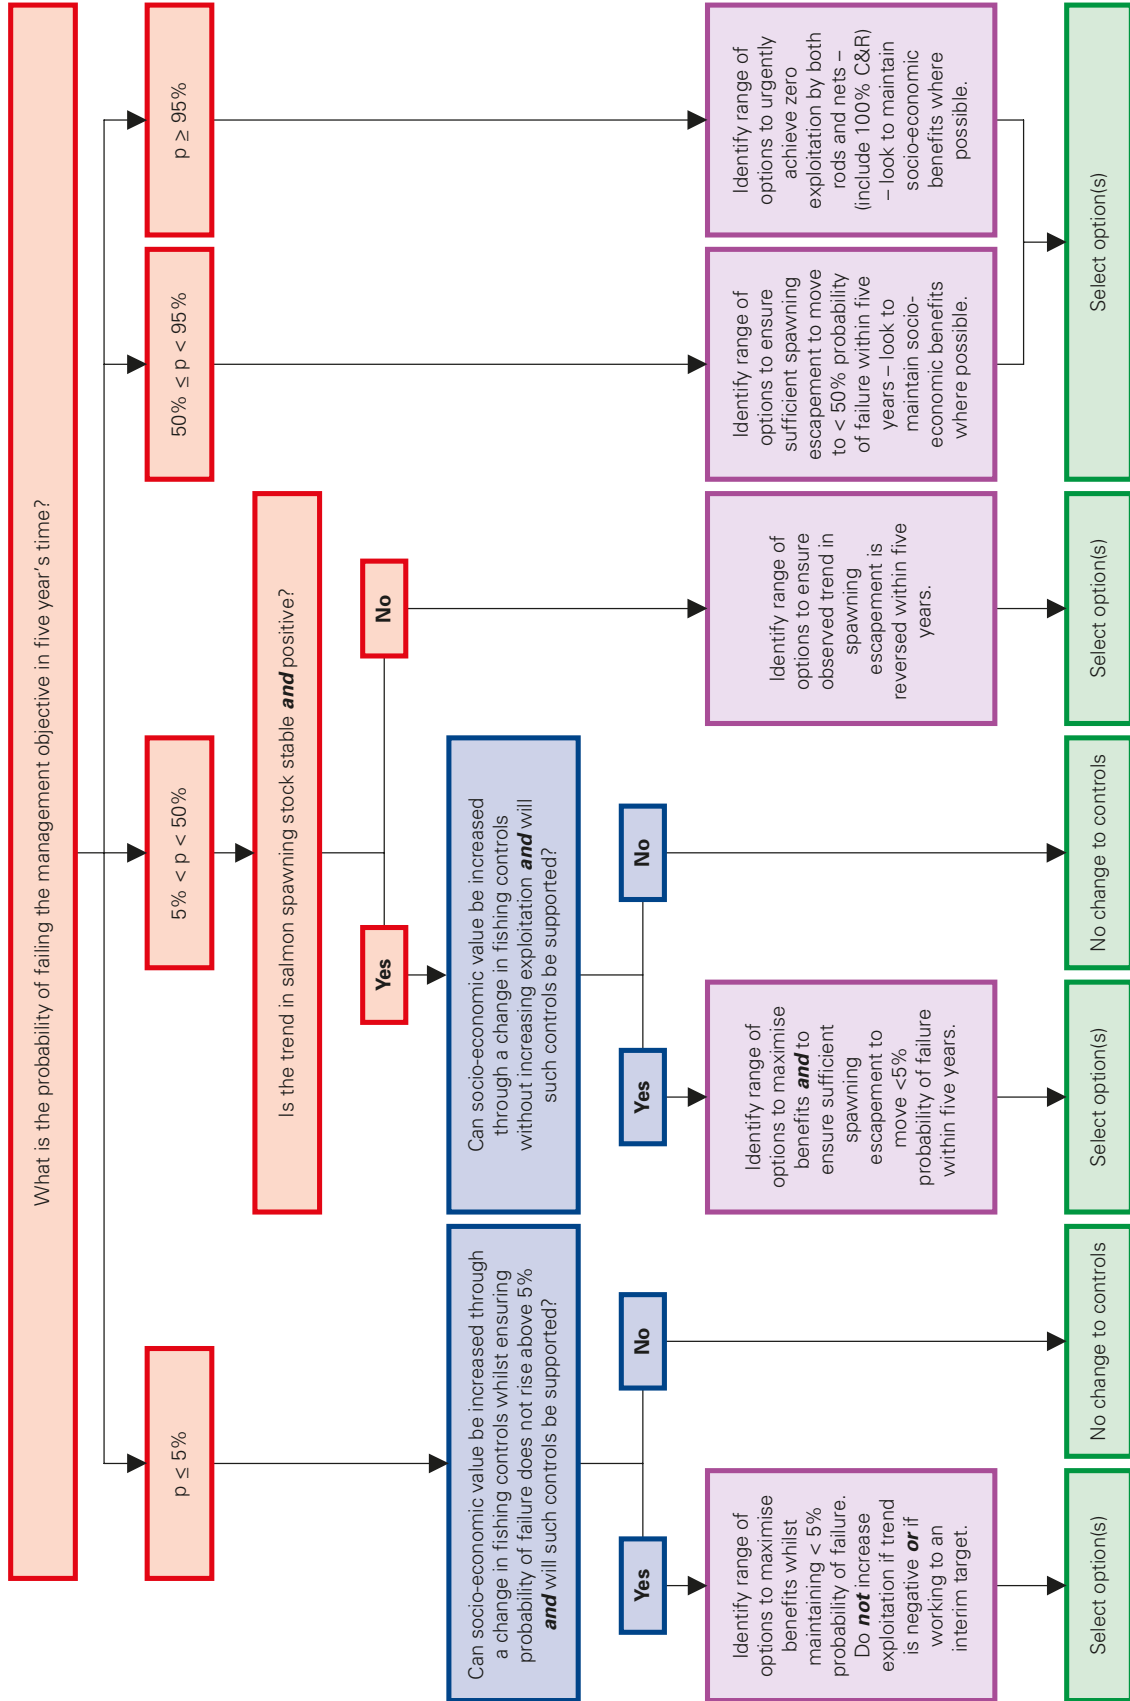 What is the probability of failing the management objective in five year's time?
p ≤ 5%
5% < p < 50%
50% ≤ p < 95%
p ≥ 95%
Is the trend in salmon spawning stock stable and positive?
Yes
No
Can socio-economic value be increased through
a change in fishing controls whilst ensuring
probability of failure does not rise above 5%
and will such controls be supported?
Can socio-economic value be increased
through a change in fishing controls
without increasing exploitation and will
such controls be supported?
Yes
No
Yes
No
Identify range of
options to maximise
benefits whilst
maintaining < 5%
probability of failure.
Do not increase
exploitation if trend
is negative or if
working to an
interim target.
Identify range of
options to maximise
benefits and to
ensure sufficient
spawning
escapement to
move <5%
probability of failure
within five years.
Identify range of
options to ensure
observed trend in
spawning
escapement is
reversed within five
years.
Identify range of
options to ensure
sufficient spawning
escapement to move
to < 50% probability
of failure within five
years – look to
maintain socio-
economic benefits
where possible.
Identify range of
options to urgently
achieve zero
exploitation by both
rods and nets –
(include 100% C&R)
– look to maintain
socio-economic
benefits where
possible.
Select option(s)
No change to controls
Select option(s)
No change to controls
Select option(s)
Select option(s)